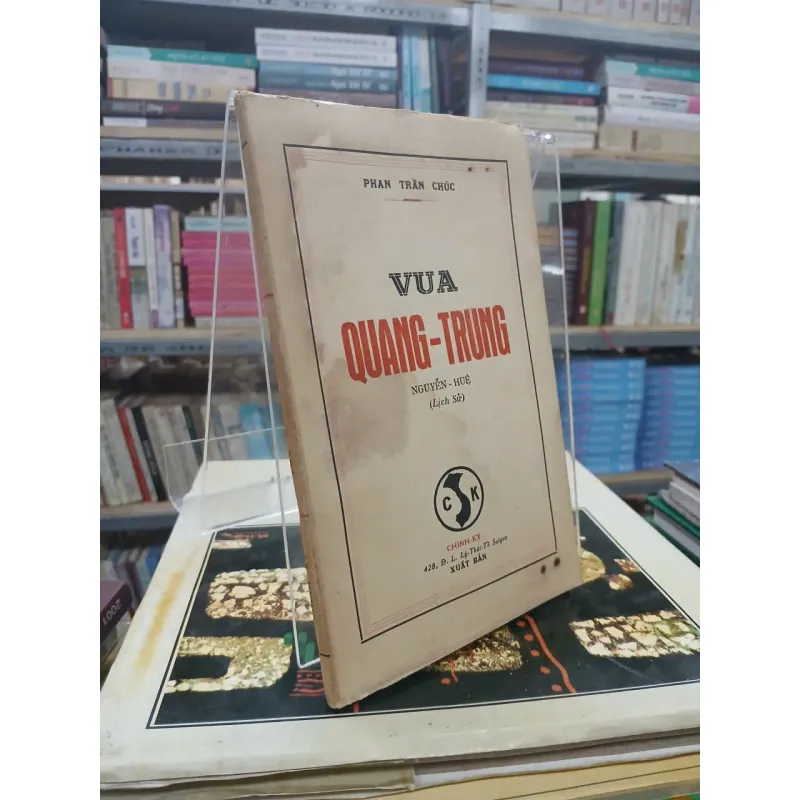 PHAN TRẦN CHÚC
VUA
QUANG-TRUNG
NGUYỄN-HUỆ
(Lịch Sử)
C K
CHÍNH-KÝ
428, Đ. L. Lý-Thái-Tổ Saigon
XUẤT BẢN
2001